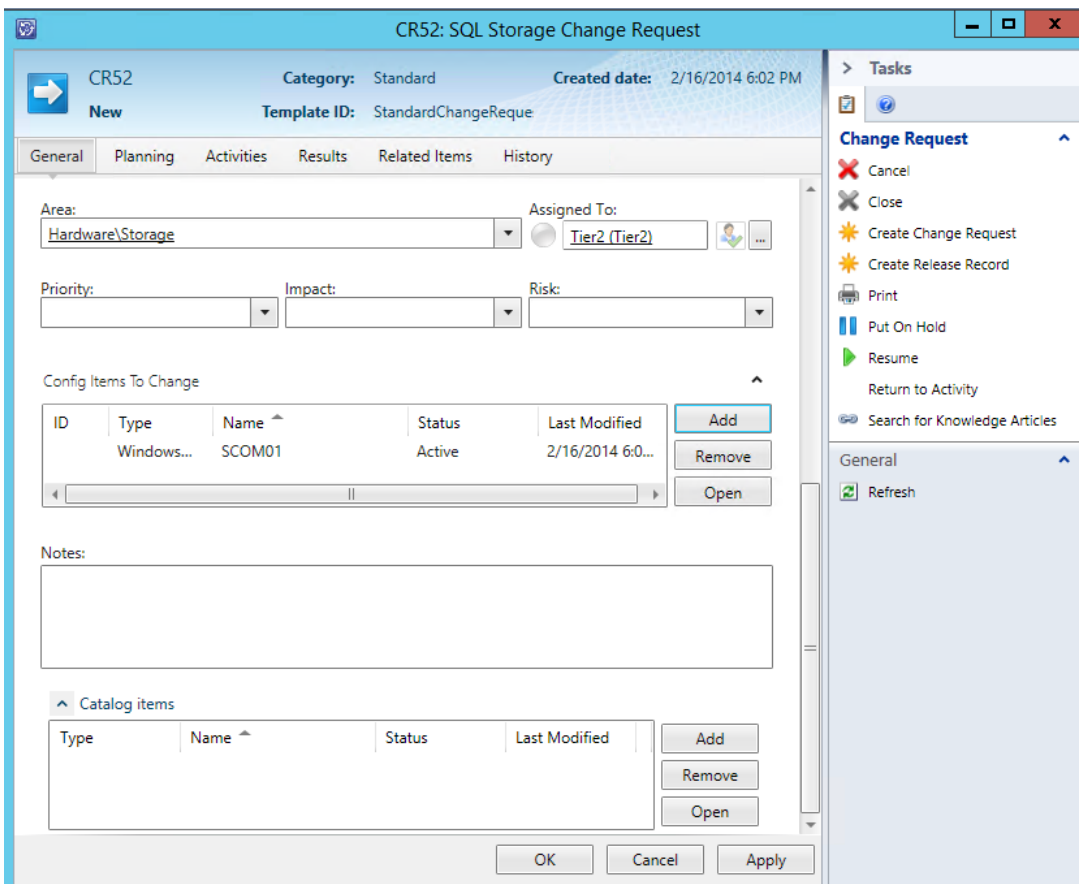 CR52: SQL Storage Change Request
CR52 Category: Standard Created date: 2/16/2014 6:02 PM
New Template ID: StandardChangeReque
General Planning Activities Results Related Items History
Area: Assigned To:
Hardware\Storage Tier2 (Tier2) ...
Priority: Impact: Risk:
Config Items To Change
ID Type Name Status Last Modified Add
Windows... SCOM01 Active 2/16/2014 6:0... Remove
Open
Notes:
Catalog items
Type Name Status Last Modified Add
Remove
Open
OK Cancel Apply
Tasks
Change Request
Cancel
Close
Create Change Request
Create Release Record
Print
Put On Hold
Resume
Return to Activity
Search for Knowledge Articles
General
Refresh